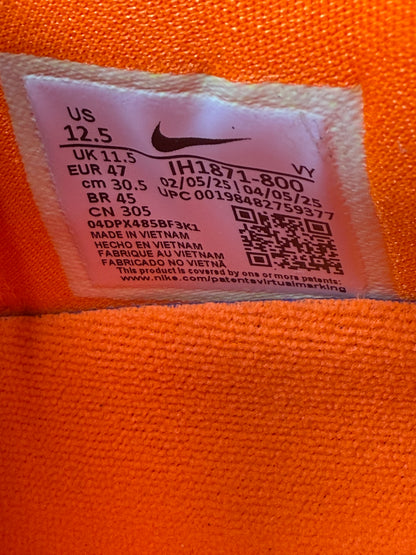 US
12.5
UK 11.5
EUR 47
cm 30.5
BR 45
CN 305
IH1871-800 VY
02/05/25 | 04/05/25
UPC 00198482759377
04DPX485BF3K1
MADE IN VIETNAM
HECHO EN VIETNAM
FABRIQUE AU VIETNAM
FABRICADO NO VIETNÃ
This product is covered by one or more patents:
www.nike.com/patentsvirtualmarking